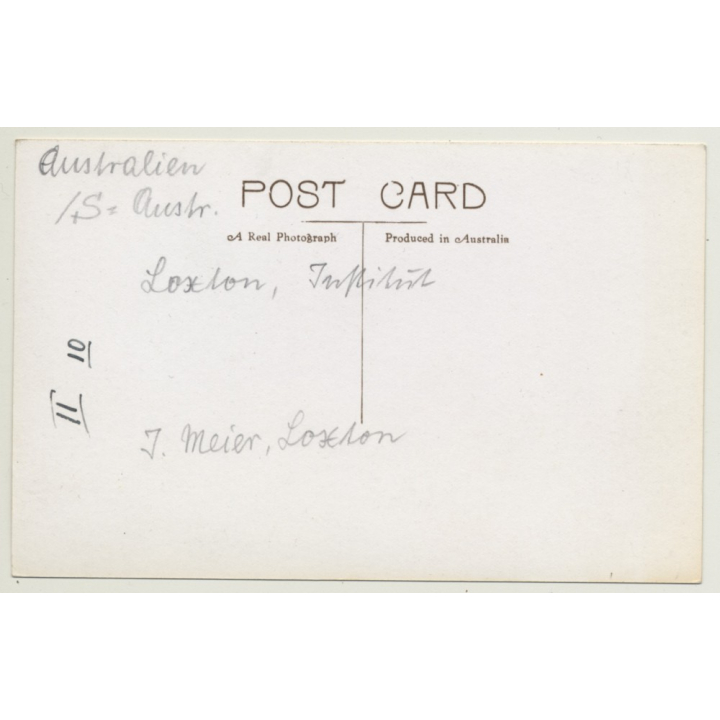 Australien
/S= Austr.
POST CARD
A Real Photograph
Produced in Australia
Loxton, Institut
II 10
J. Meier, Loxton